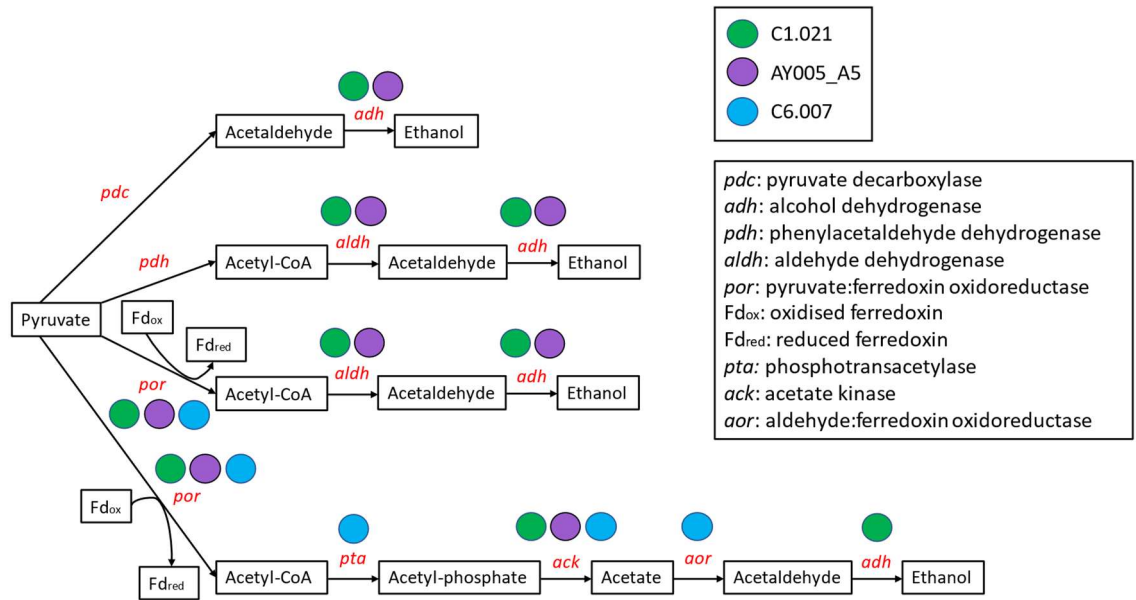 C1.021
AY005_A5
C6.007
adh
Acetaldehyde
Ethanol
pdc
pdc: pyruvate decarboxylase
adh: alcohol dehydrogenase
pdh: phenylacetaldehyde dehydrogenase
aldh: aldehyde dehydrogenase
por: pyruvate:ferredoxin oxidoreductase
Fdox: oxidised ferredoxin
Fdred: reduced ferredoxin
pta: phosphotransacetylase
ack: acetate kinase
aor: aldehyde:ferredoxin oxidoreductase
pdh
aldh
adh
Acetyl-CoA
Acetaldehyde
Ethanol
Pyruvate
Fdox
Fdred
por
aldh
adh
Acetyl-CoA
Acetaldehyde
Ethanol
por
Fdox
Fdred
pta
ack
aor
adh
Acetyl-CoA
Acetyl-phosphate
Acetate
Acetaldehyde
Ethanol